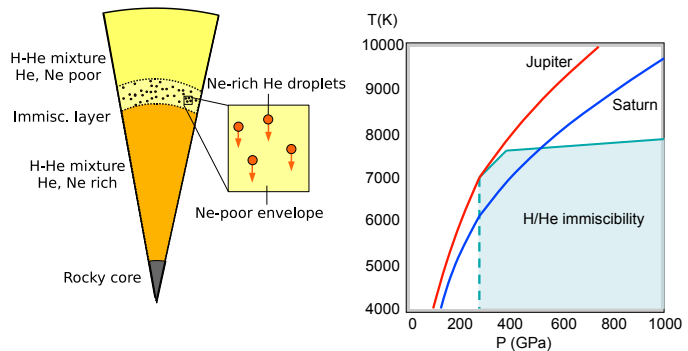 H-He mixture
He, Ne poor
Immisc. layer
H-He mixture
He, Ne rich
Rocky core
Ne-rich He droplets
Ne-poor envelope
T(K)
10000
9000
8000
7000
6000
5000
4000
Jupiter
Saturn
H/He immiscibility
0 200 400 600 800 1000
P (GPa)